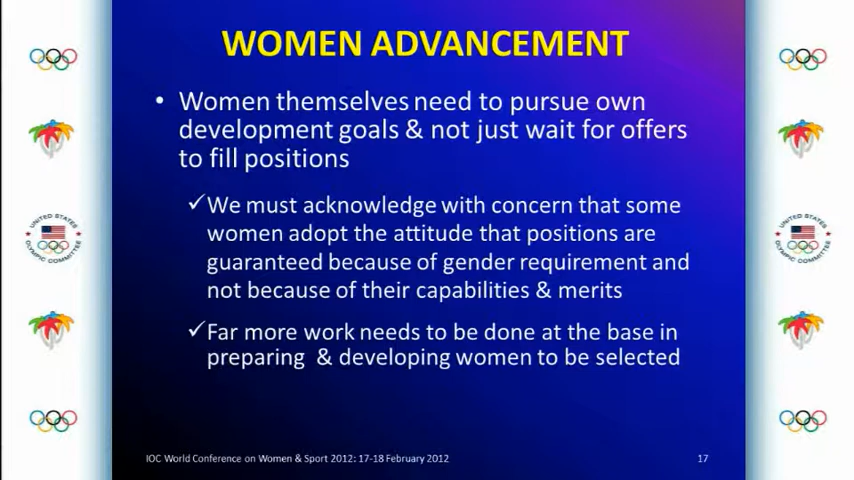 WOMEN ADVANCEMENT
• Women themselves need to pursue own
development goals & not just wait for offers
to fill positions
✓We must acknowledge with concern that some
women adopt the attitude that positions are
guaranteed because of gender requirement and
not because of their capabilities & merits
✓Far more work needs to be done at the base in
preparing & developing women to be selected
IOC World Conference on Women & Sport 2012: 17-18 February 2012 17
UNITED STATES
OLYMPIC COMMITTEE
UNITED STATES
OLYMPIC COMMITTEE